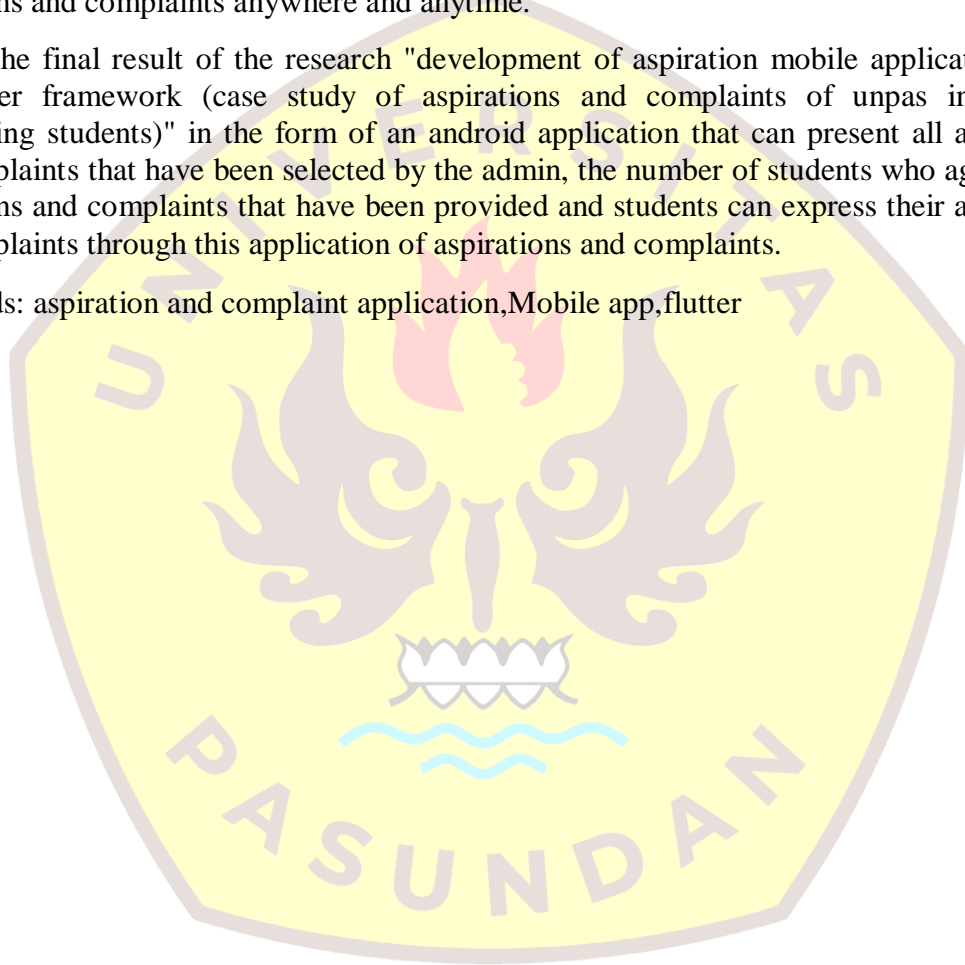 ns and complaints anywhere and anytime.
he final result of the research "development of aspiration mobile applicat
er framework (case study of aspirations and complaints of unpas in
ing students)" in the form of an android application that can present all a
plaints that have been selected by the admin, the number of students who ag
ns and complaints that have been provided and students can express their a
plaints through this application of aspirations and complaints.
ds: aspiration and complaint application,Mobile app,flutter
UNIVERSITAS
PASUNDAN